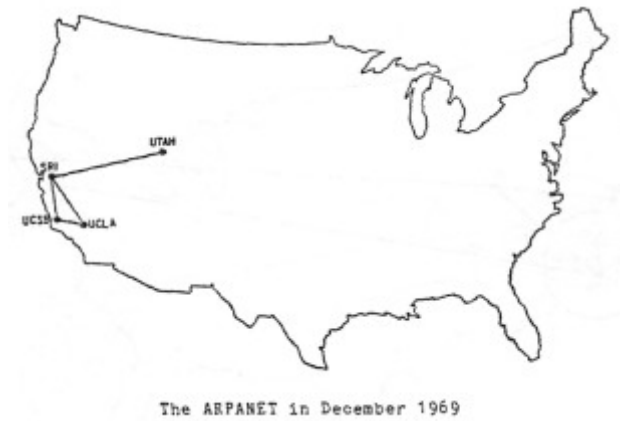 UTAH
SRI
UCSB
UCLA
The ARPANET in December 1969